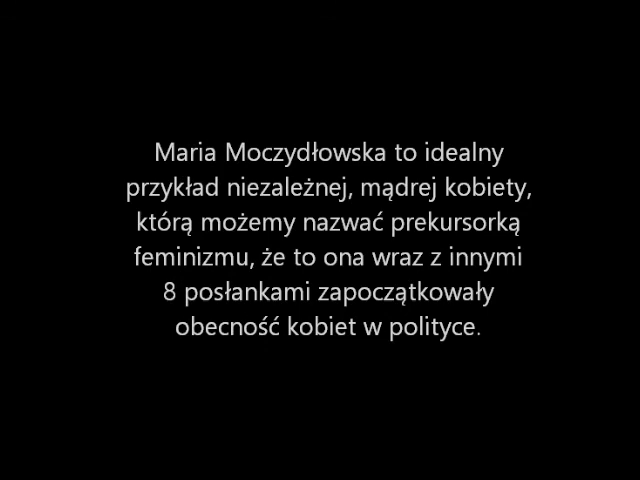 Maria Moczydłowska to idealny
przykład niezależnej, mądrej kobiety,
którą możemy nazwać prekursorką
feminizmu, że to ona wraz z innymi
8 posłankami zapoczątkowały
obecność kobiet w polityce.